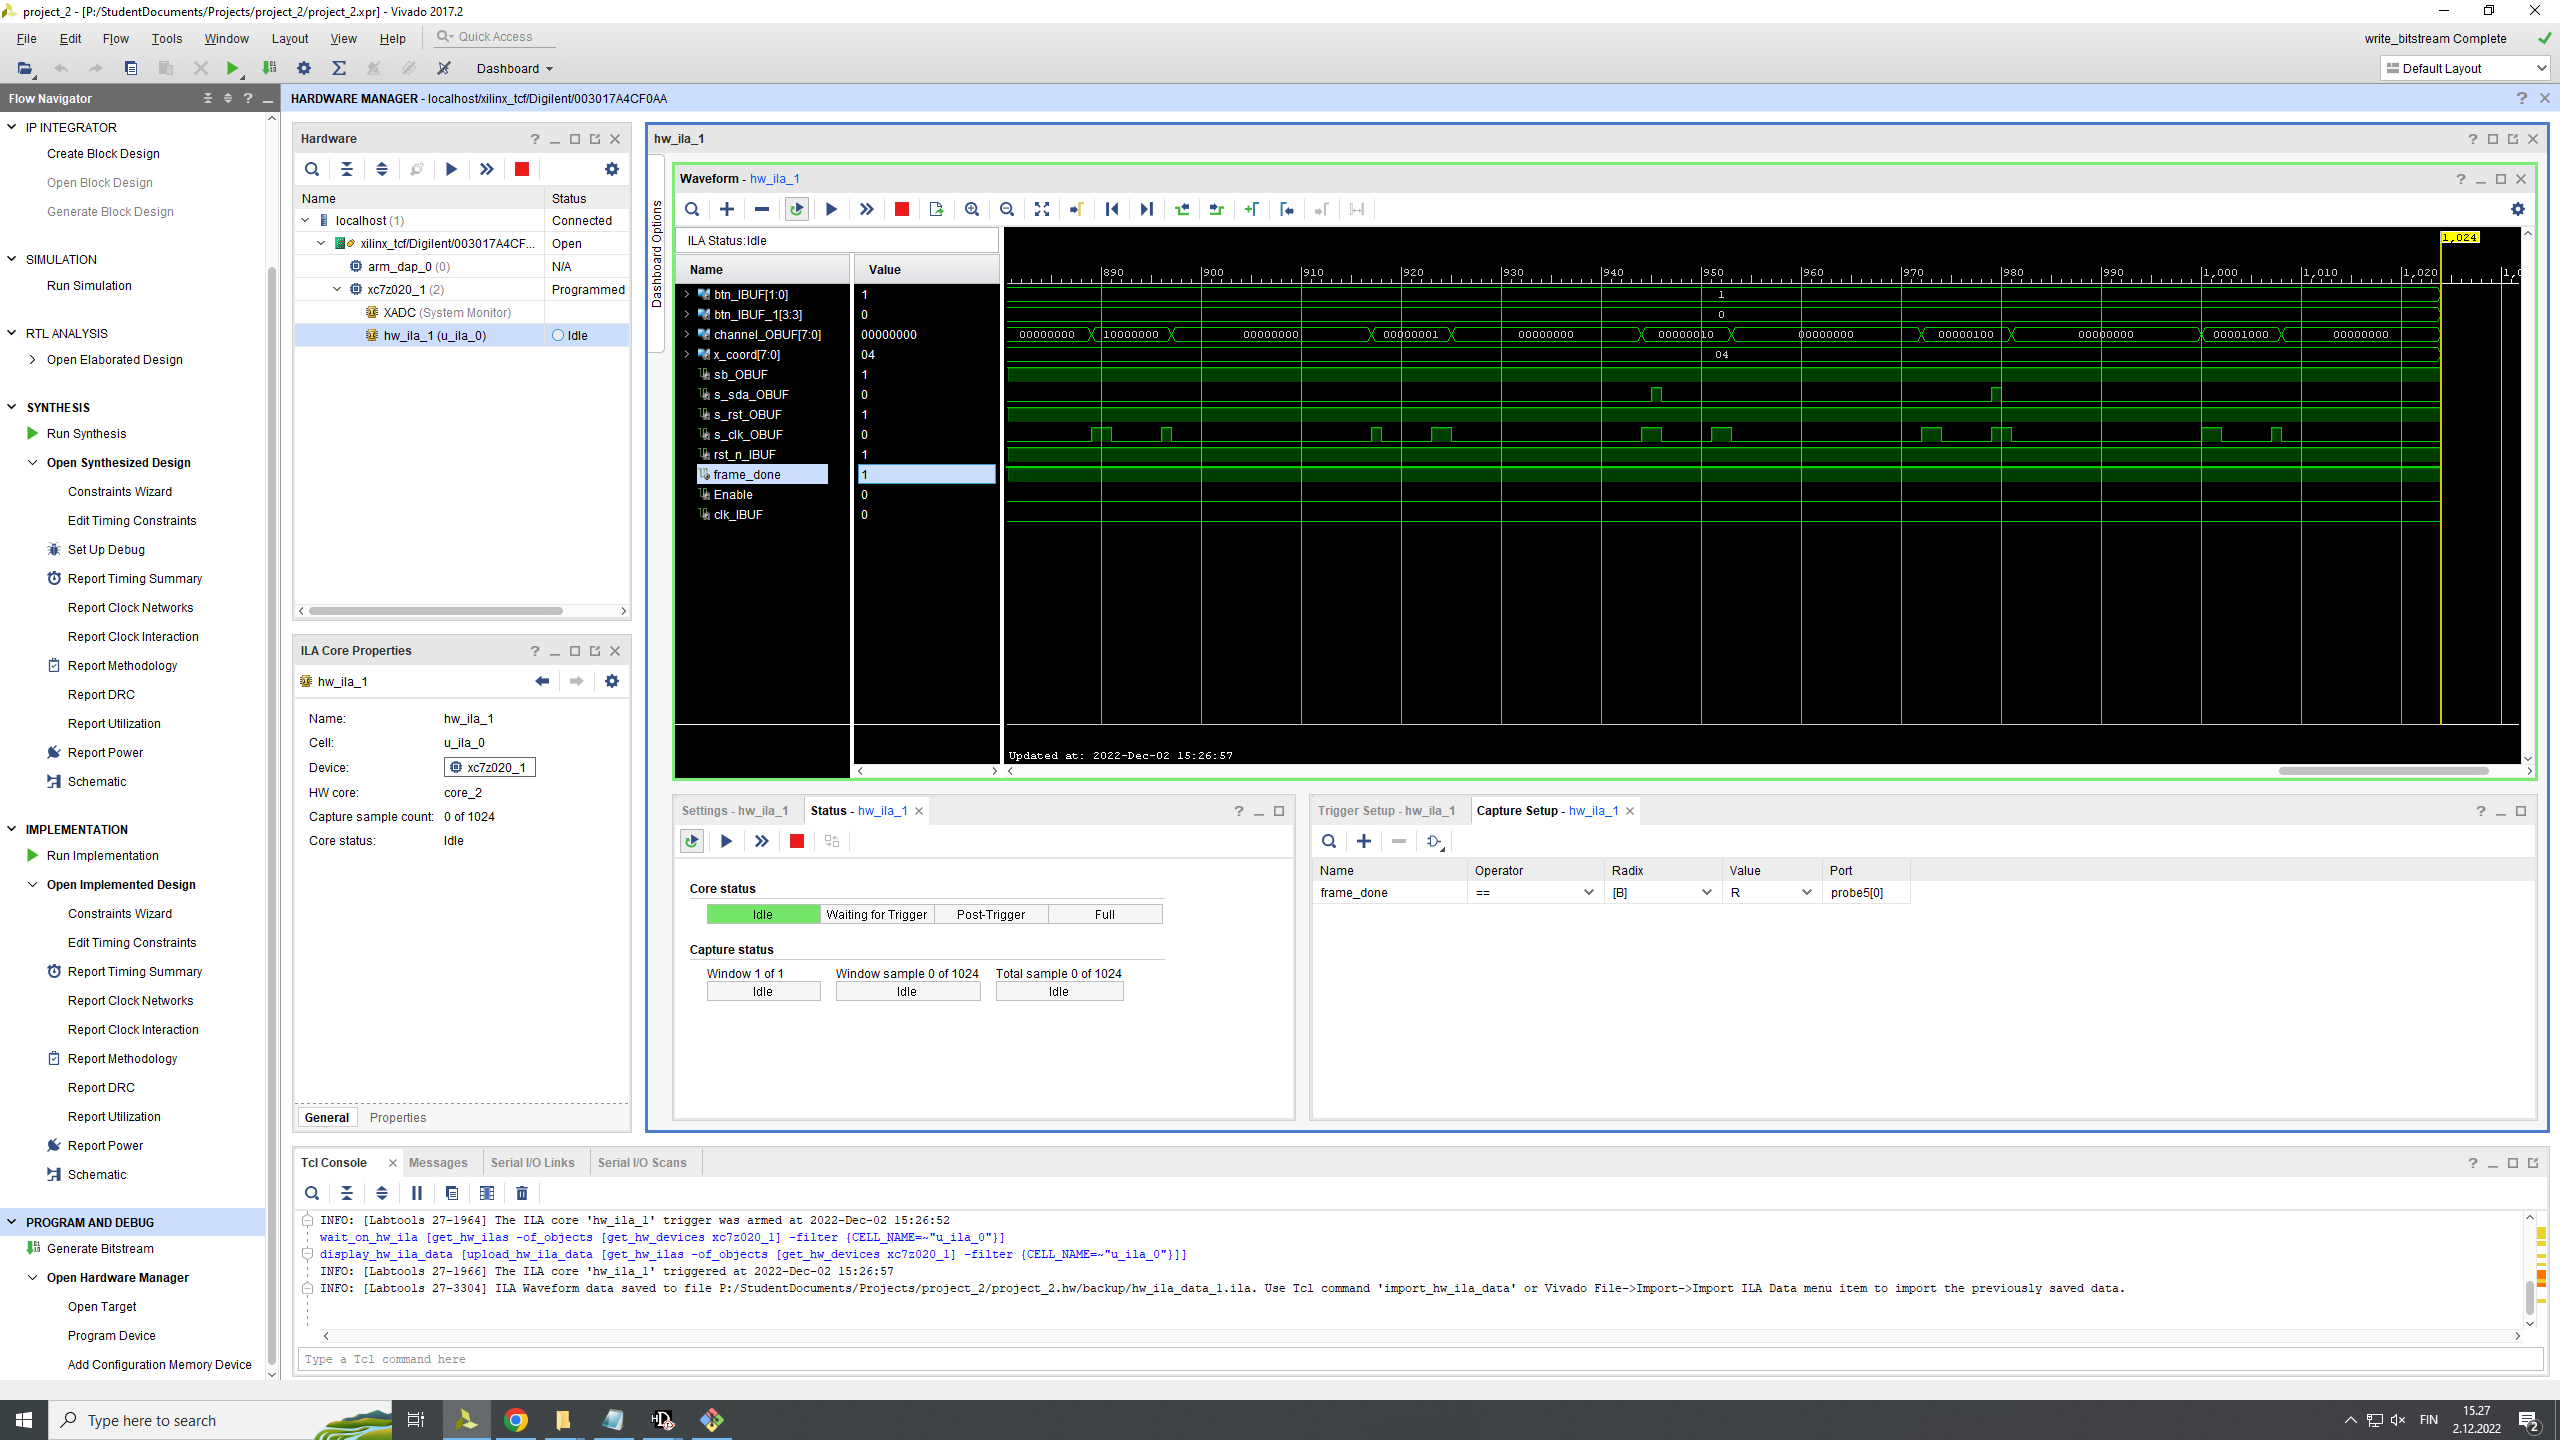 project_2 - [P:/StudentDocuments/Projects/project_2/project_2.xpr] - Vivado 2017.2
File Edit Flow Tools Window Layout View Help Quick Access
write_bitstream Complete
Dashboard
Default Layout
Flow Navigator
IP INTEGRATOR
Create Block Design
Open Block Design
Generate Block Design
SIMULATION
Run Simulation
RTL ANALYSIS
Open Elaborated Design
SYNTHESIS
Run Synthesis
Open Synthesized Design
Constraints Wizard
Edit Timing Constraints
Set Up Debug
Report Timing Summary
Report Clock Networks
Report Clock Interaction
Report Methodology
Report DRC
Report Utilization
Report Power
Schematic
IMPLEMENTATION
Run Implementation
Open Implemented Design
Constraints Wizard
Edit Timing Constraints
Report Timing Summary
Report Clock Networks
Report Clock Interaction
Report Methodology
Report DRC
Report Utilization
Report Power
Schematic
PROGRAM AND DEBUG
Generate Bitstream
Open Hardware Manager
Open Target
Program Device
Add Configuration Memory Device
HARDWARE MANAGER - localhost/xilinx_tcf/Digilent/003017A4CF0AA
Hardware
Name Status
localhost (1) Connected
xilinx_tcf/Digilent/003017A4CF... Open
arm_dap_0 (0) N/A
xc7z020_1 (2) Programmed
XADC (System Monitor)
hw_ila_1 (u_ila_0) Idle
ILA Core Properties
hw_ila_1
Name: hw_ila_1
Cell: u_ila_0
Device: xc7z020_1
HW core: core_2
Capture sample count: 0 of 1024
Core status: Idle
General Properties
hw_ila_1
Dashboard Options
Waveform - hw_ila_1
ILA Status:Idle
Name Value
1,024
890 900 910 920 930 940 950 960 970 980 990 1,000 1,010 1,020
btn_IBUF[1:0] 1 1
btn_IBUF_1[3:3] 0 0
channel_OBUF[7:0] 00000000 00000000 10000000 00000000 00000001 00000000 00000010 00000000 00000100 00000000 00001000 00000000
x_coord[7:0] 04 04
sb_OBUF 1
s_sda_OBUF 0
s_rst_OBUF 1
s_clk_OBUF 0
rst_n_IBUF 1
frame_done 1
Enable 0
clk_IBUF 0
Updated at: 2022-Dec-02 15:26:57
Settings - hw_ila_1 Status - hw_ila_1
Core status
Idle Waiting for Trigger Post-Trigger Full
Capture status
Window 1 of 1 Window sample 0 of 1024 Total sample 0 of 1024
Idle Idle Idle
Trigger Setup - hw_ila_1 Capture Setup - hw_ila_1
Name Operator Radix Value Port
frame_done == [B] R probe5[0]
Tcl Console Messages Serial I/O Links Serial I/O Scans
INFO: [Labtools 27-1964] The ILA core 'hw_ila_1' trigger was armed at 2022-Dec-02 15:26:52
wait_on_hw_ila [get_hw_ilas -of_objects [get_hw_devices xc7z020_1] -filter {CELL_NAME=~"u_ila_0"}]
display_hw_ila_data [upload_hw_ila_data [get_hw_ilas -of_objects [get_hw_devices xc7z020_1] -filter {CELL_NAME=~"u_ila_0"}]]
INFO: [Labtools 27-1966] The ILA core 'hw_ila_1' triggered at 2022-Dec-02 15:26:57
INFO: [Labtools 27-3304] ILA Waveform data saved to file P:/StudentDocuments/Projects/project_2/project_2.hw/backup/hw_ila_data_1.ila. Use Tcl command 'import_hw_ila_data' or Vivado File->Import->Import ILA Data menu item to import the previously saved data.
Type a Tcl command here
Type here to search
FIN
15.27
2.12.2022
2